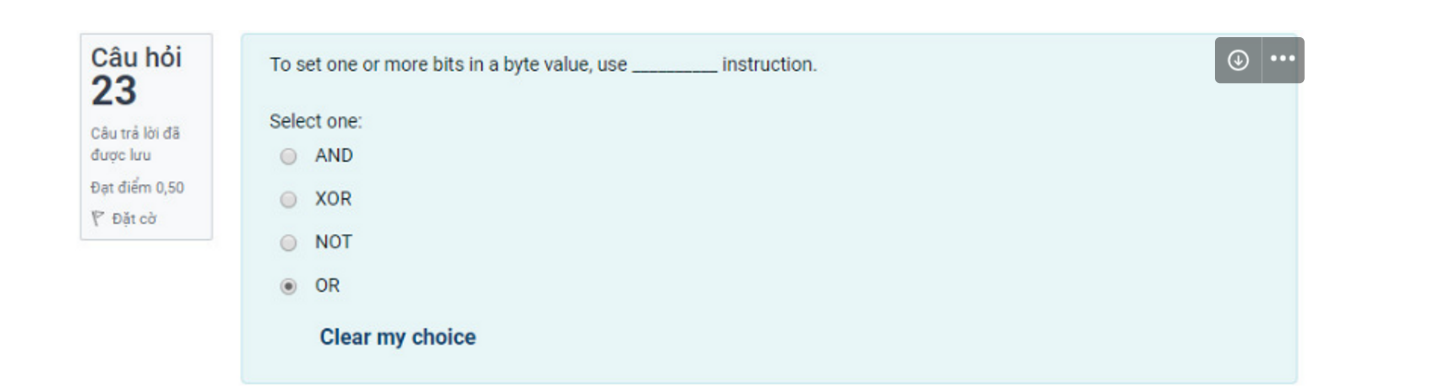 Câu hỏi
23
Câu trả lời đã
được lưu
Đạt điểm 0,50
Đặt cờ
To set one or more bits in a byte value, use __________ instruction.
Select one:
AND
XOR
NOT
OR
Clear my choice